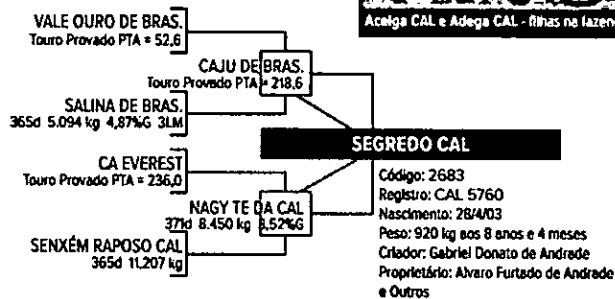 VALE OURO DE BRAS.
Touro Provado PTA = 52,6
Acelga CAL e Adega CAL - filhas na fazen
CAJU DE BRAS.
Touro Provado PTA = 218,6
SALINA DE BRAS.
365d 5.094 kg 4,87%G 3LM
SEGREDO CAL
CA EVEREST
Touro Provado PTA = 236,0
Código: 2683
Registro: CAL 5760
NAGY TE DA CAL
371d 8.450 kg 3,52%G
Nascimento: 28/4/03
Peso: 920 kg aos 8 anos e 4 meses
SENXÉM RAPOSO CAL
365d 11,207 kg
Criador: Gabriel Donato de Andrade
Proprietário: Alvaro Furtado de Andrade
e Outros